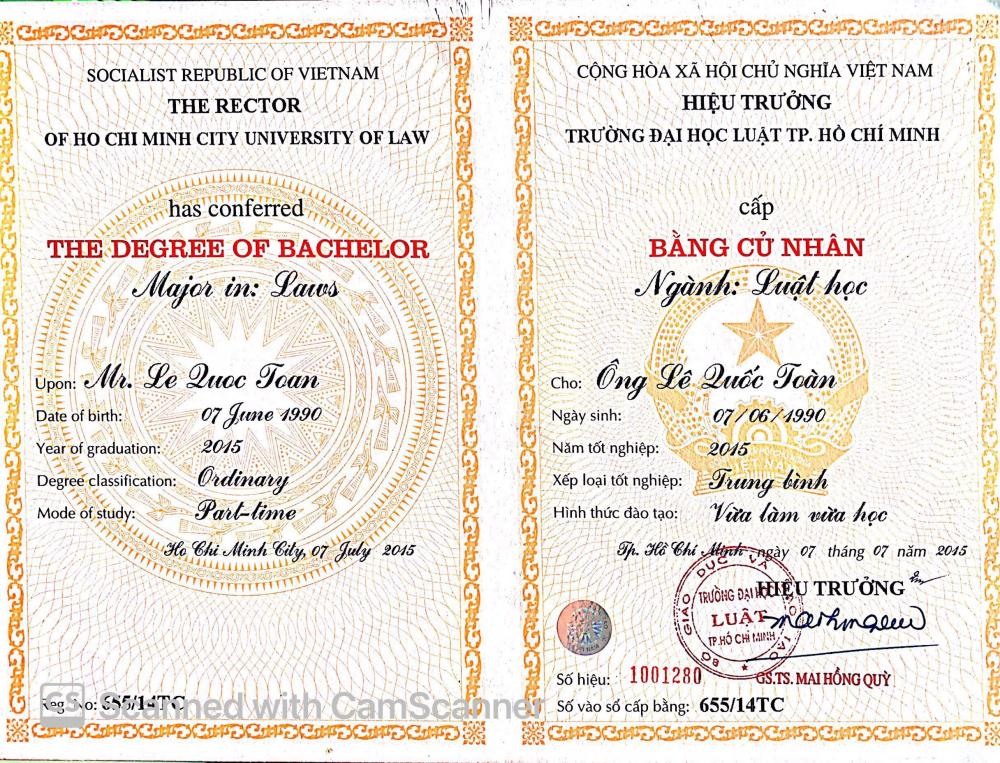 SOCIALIST REPUBLIC OF VIETNAM
THE RECTOR
OF HO CHI MINH CITY UNIVERSITY OF LAW
has conferred
THE DEGREE OF BACHELOR
Major in: Laws
Upon: Mr. Le Quoc Toan
Date of birth: 07 June 1990
Year of graduation: 2015
Degree classification: Ordinary
Mode of study: Part-time
Ho Chi Minh City, 07 July 2015
Reg. No: 655/14TC
CS Scanned with CamScanner
CỘNG HÒA XÃ HỘI CHỦ NGHĨA VIỆT NAM
HIỆU TRƯỞNG
TRƯỜNG ĐẠI HỌC LUẬT TP. HỒ CHÍ MINH
cấp
BẰNG CỬ NHÂN
Ngành: Luật học
Cho: Ông Lê Quốc Toàn
Ngày sinh: 07/06/1990
Năm tốt nghiệp: 2015
Xếp loại tốt nghiệp: Trung bình
Hình thức đào tạo: Vừa làm vừa học
Tp. Hồ Chí Minh, ngày 07 tháng 07 năm 2015
HIỆU TRƯỞNG
BỘ GIÁO DỤC VÀ ĐÀO TẠO
TRƯỜNG ĐẠI HỌC
LUẬT
TP.HỒ CHÍ MINH
Số hiệu: 1001280
GS.TS. MAI HỒNG QUỲ
Số vào sổ cấp bằng: 655/14TC